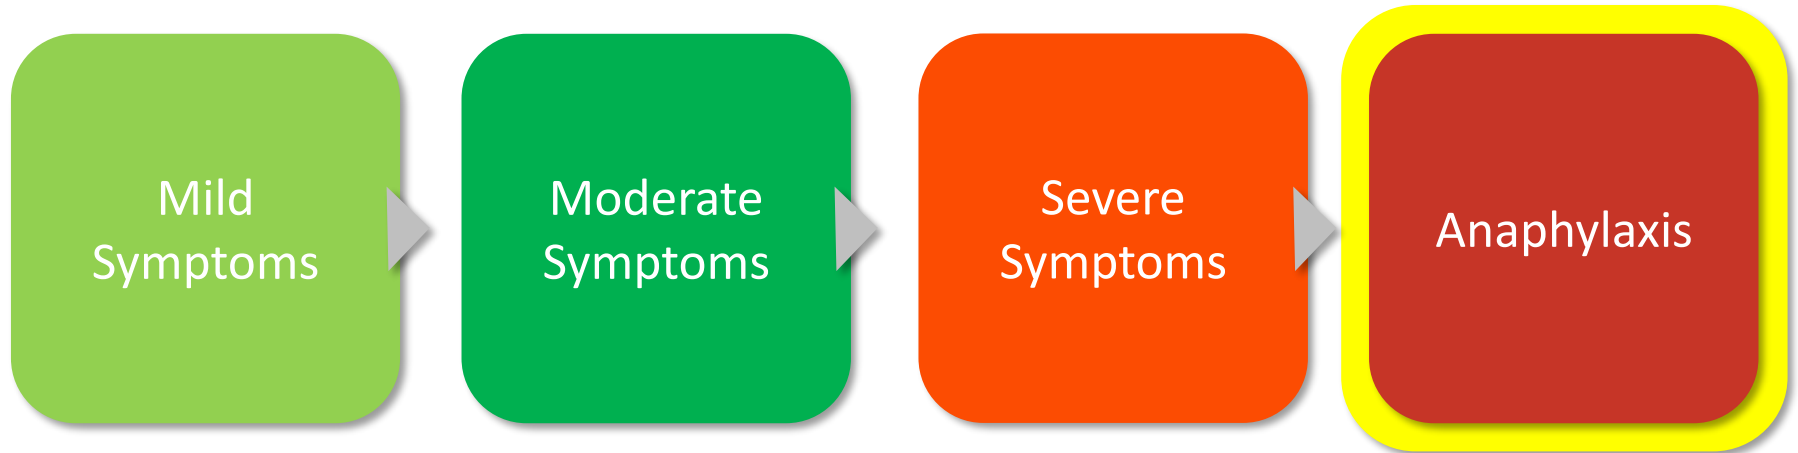 Mild
Symptoms
Moderate
Symptoms
Severe
Symptoms
Anaphylaxis